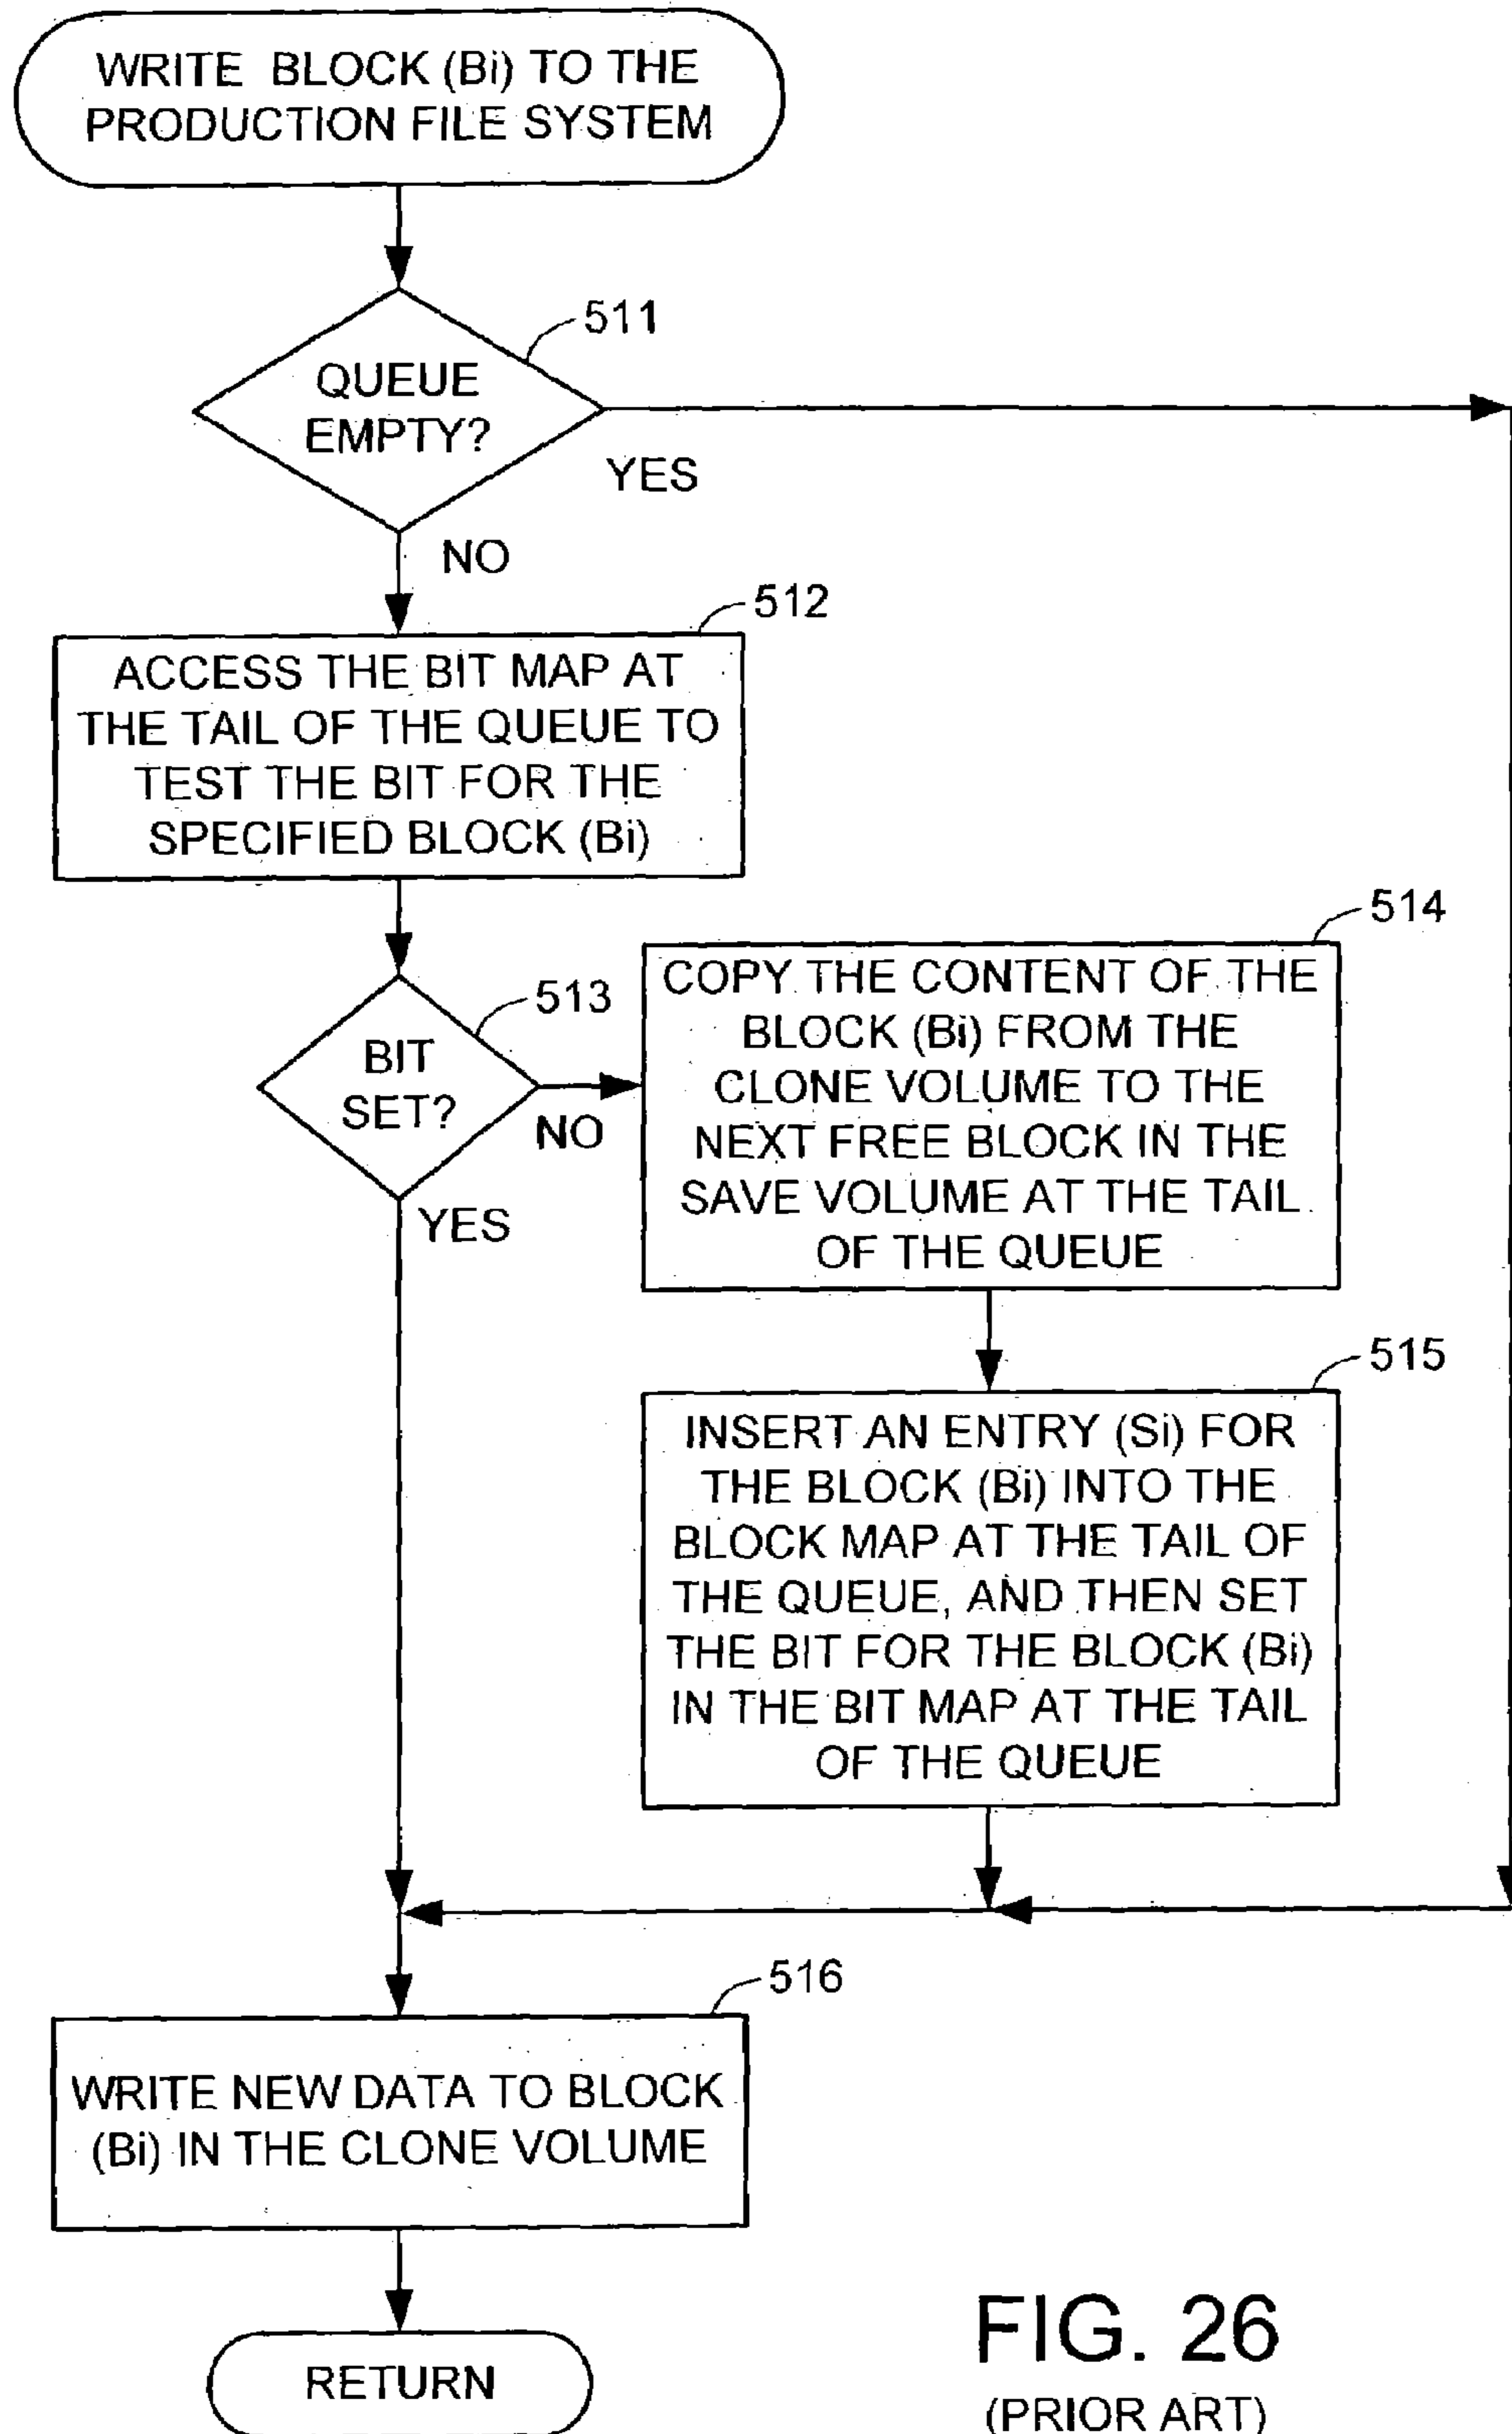 WRITE BLOCK (Bi) TO THE
PRODUCTION FILE SYSTEM
511
QUEUE
EMPTY?
YES
NO
512
ACCESS THE BIT MAP AT
THE TAIL OF THE QUEUE TO
TEST THE BIT FOR THE
SPECIFIED BLOCK (Bi)
513
BIT
SET?
NO
YES
514
COPY THE CONTENT OF THE
BLOCK (Bi) FROM THE
CLONE VOLUME TO THE
NEXT FREE BLOCK IN THE
SAVE VOLUME AT THE TAIL
OF THE QUEUE
515
INSERT AN ENTRY (Si) FOR
THE BLOCK (Bi) INTO THE
BLOCK MAP AT THE TAIL OF
THE QUEUE, AND THEN SET
THE BIT FOR THE BLOCK (Bi)
IN THE BIT MAP AT THE TAIL
OF THE QUEUE
516
WRITE NEW DATA TO BLOCK
(Bi) IN THE CLONE VOLUME
RETURN
FIG. 26
(PRIOR ART)